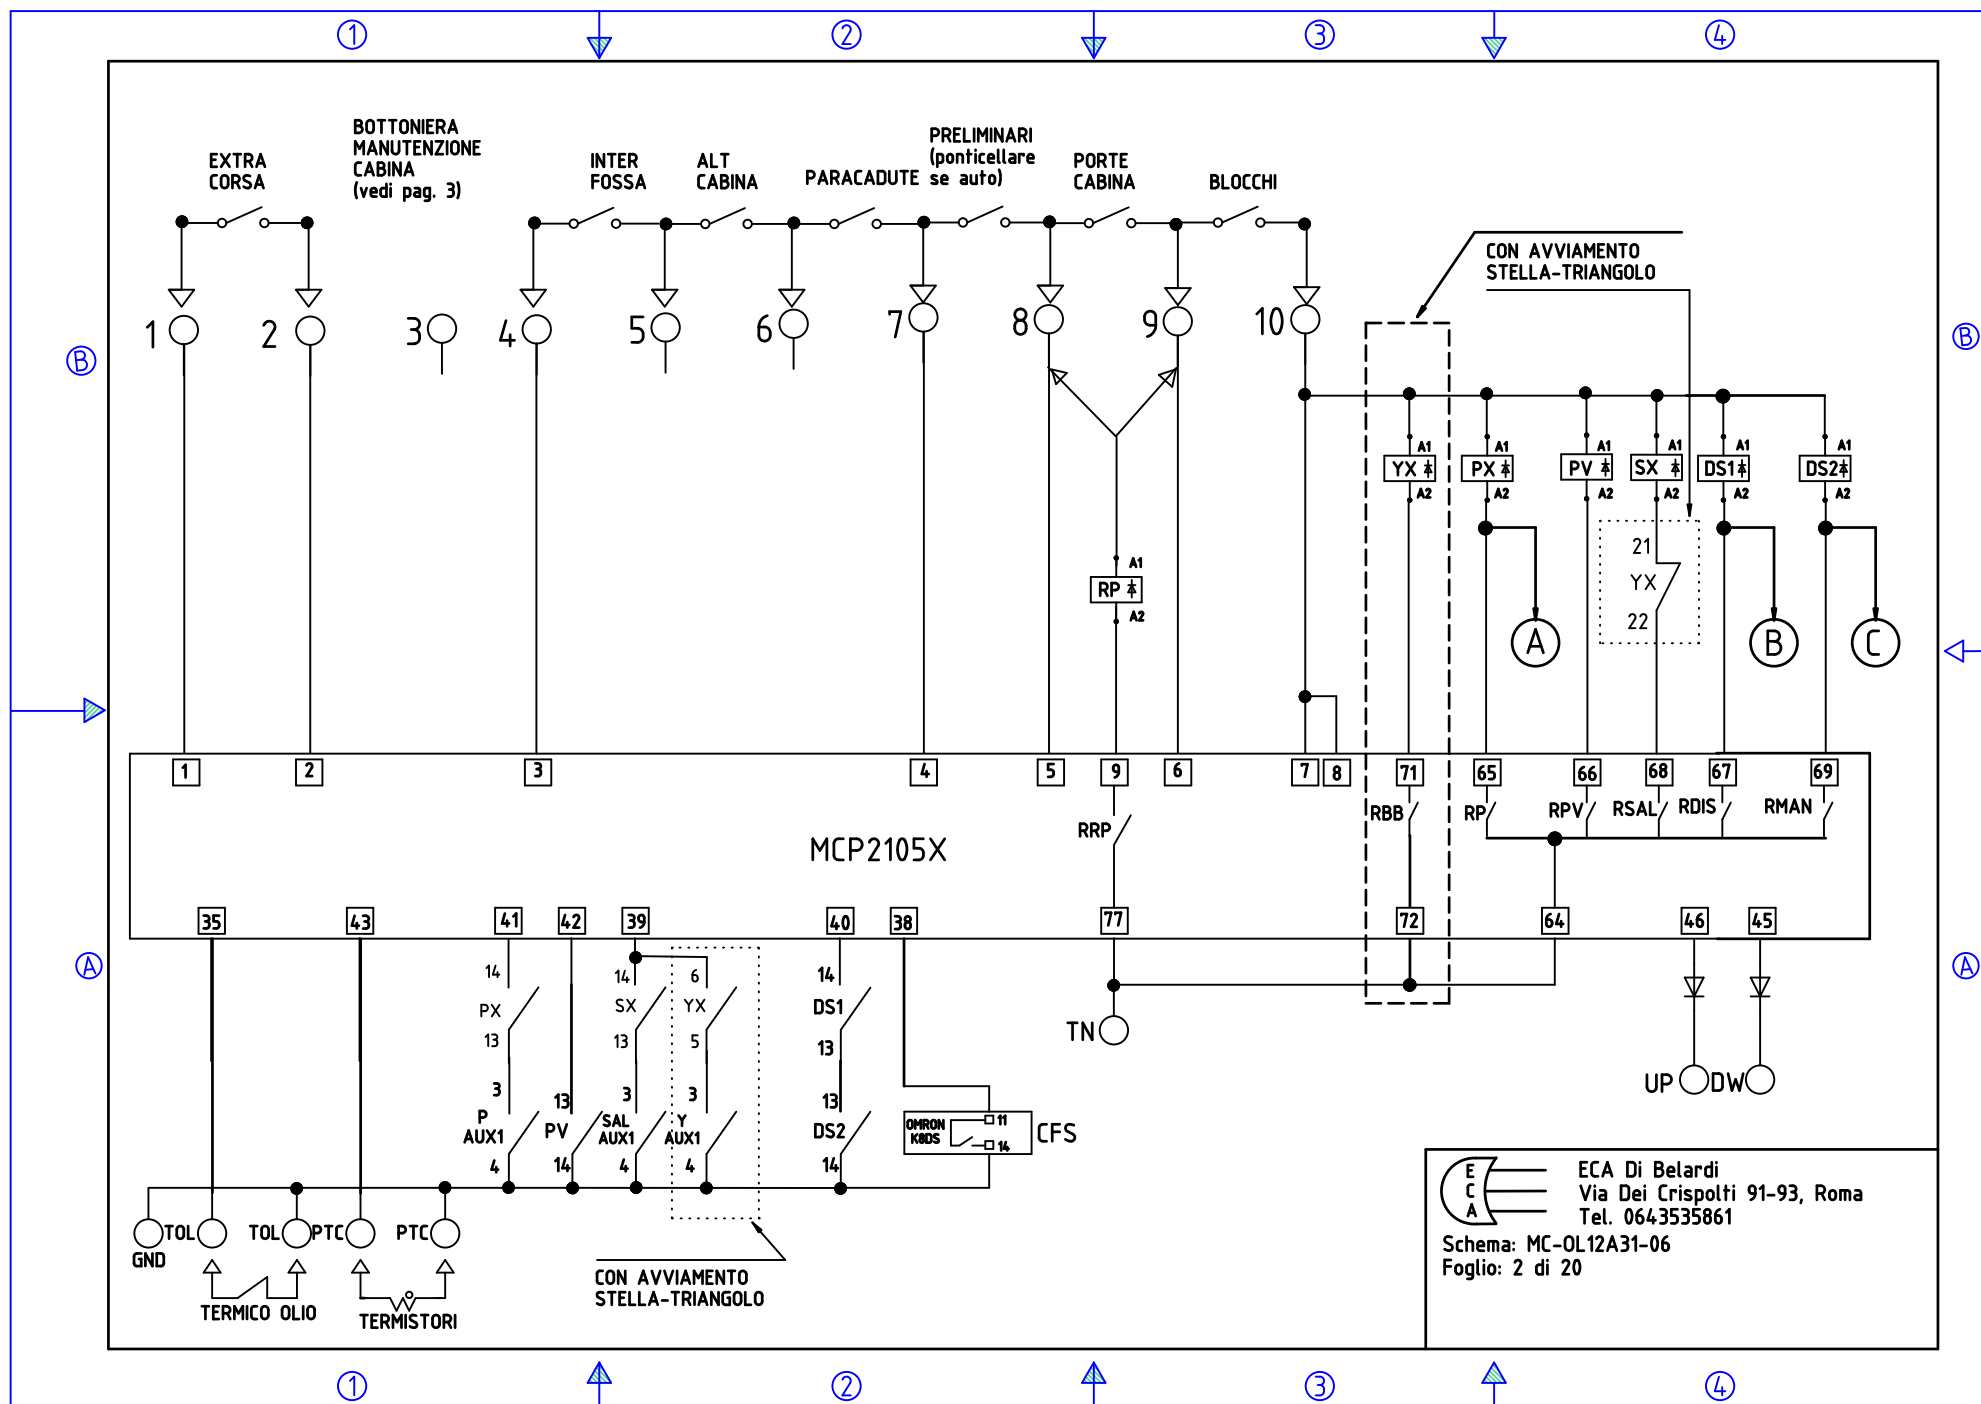 1 2 3 4
EXTRA
CORSA
BOTTONIERA
MANUTENZIONE
CABINA
(vedi pag. 3)
INTER
FOSSA
ALT
CABINA
PARACADUTE
PRELIMINARI
(ponticellare
se auto)
PORTE
CABINA
BLOCCHI
CON AVVIAMENTO
STELLA-TRIANGOLO
1 2 3 4 5 6 7 8 9 10
B B
A1 A1 A1 A1 A1 A1
YX PX PV SX DS1 DS2
A2 A2 A2 A2 A2 A2
21
YX
22
A1
RP
A2
A B C
1 2 3 4 5 9 6 7 8 71 65 66 68 67 69
RRP RBB RP RPV RSAL RDIS RMAN
MCP2105X
35 43 41 42 39 40 38 77 72 64 46 45
A A
14 14 6 14
PX SX YX DS1
13 13 5 13
TN
UP DW
3 13 3 3 13
P
AUX1
PV
SAL
AUX1
Y
AUX1
DS2
4 14 4 4 14
OMRON
K8DS
11
14
CFS
GND
TOL TOL PTC PTC
TERMICO OLIO
TERMISTORI
CON AVVIAMENTO
STELLA-TRIANGOLO
E
C
A
ECA Di Belardi
Via Dei Crispolti 91-93, Roma
Tel. 0643535861
Schema: MC-OL12A31-06
Foglio: 2 di 20
1 2 3 4